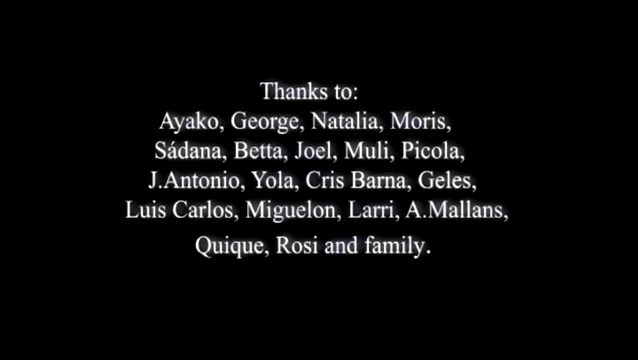 Thanks to:
Ayako, George, Natalia, Moris,
Sádana, Betta, Joel, Muli, Picola,
J.Antonio, Yola, Cris Barna, Geles,
Luis Carlos, Miguelon, Larri, A.Mallans,
Quique, Rosi and family.